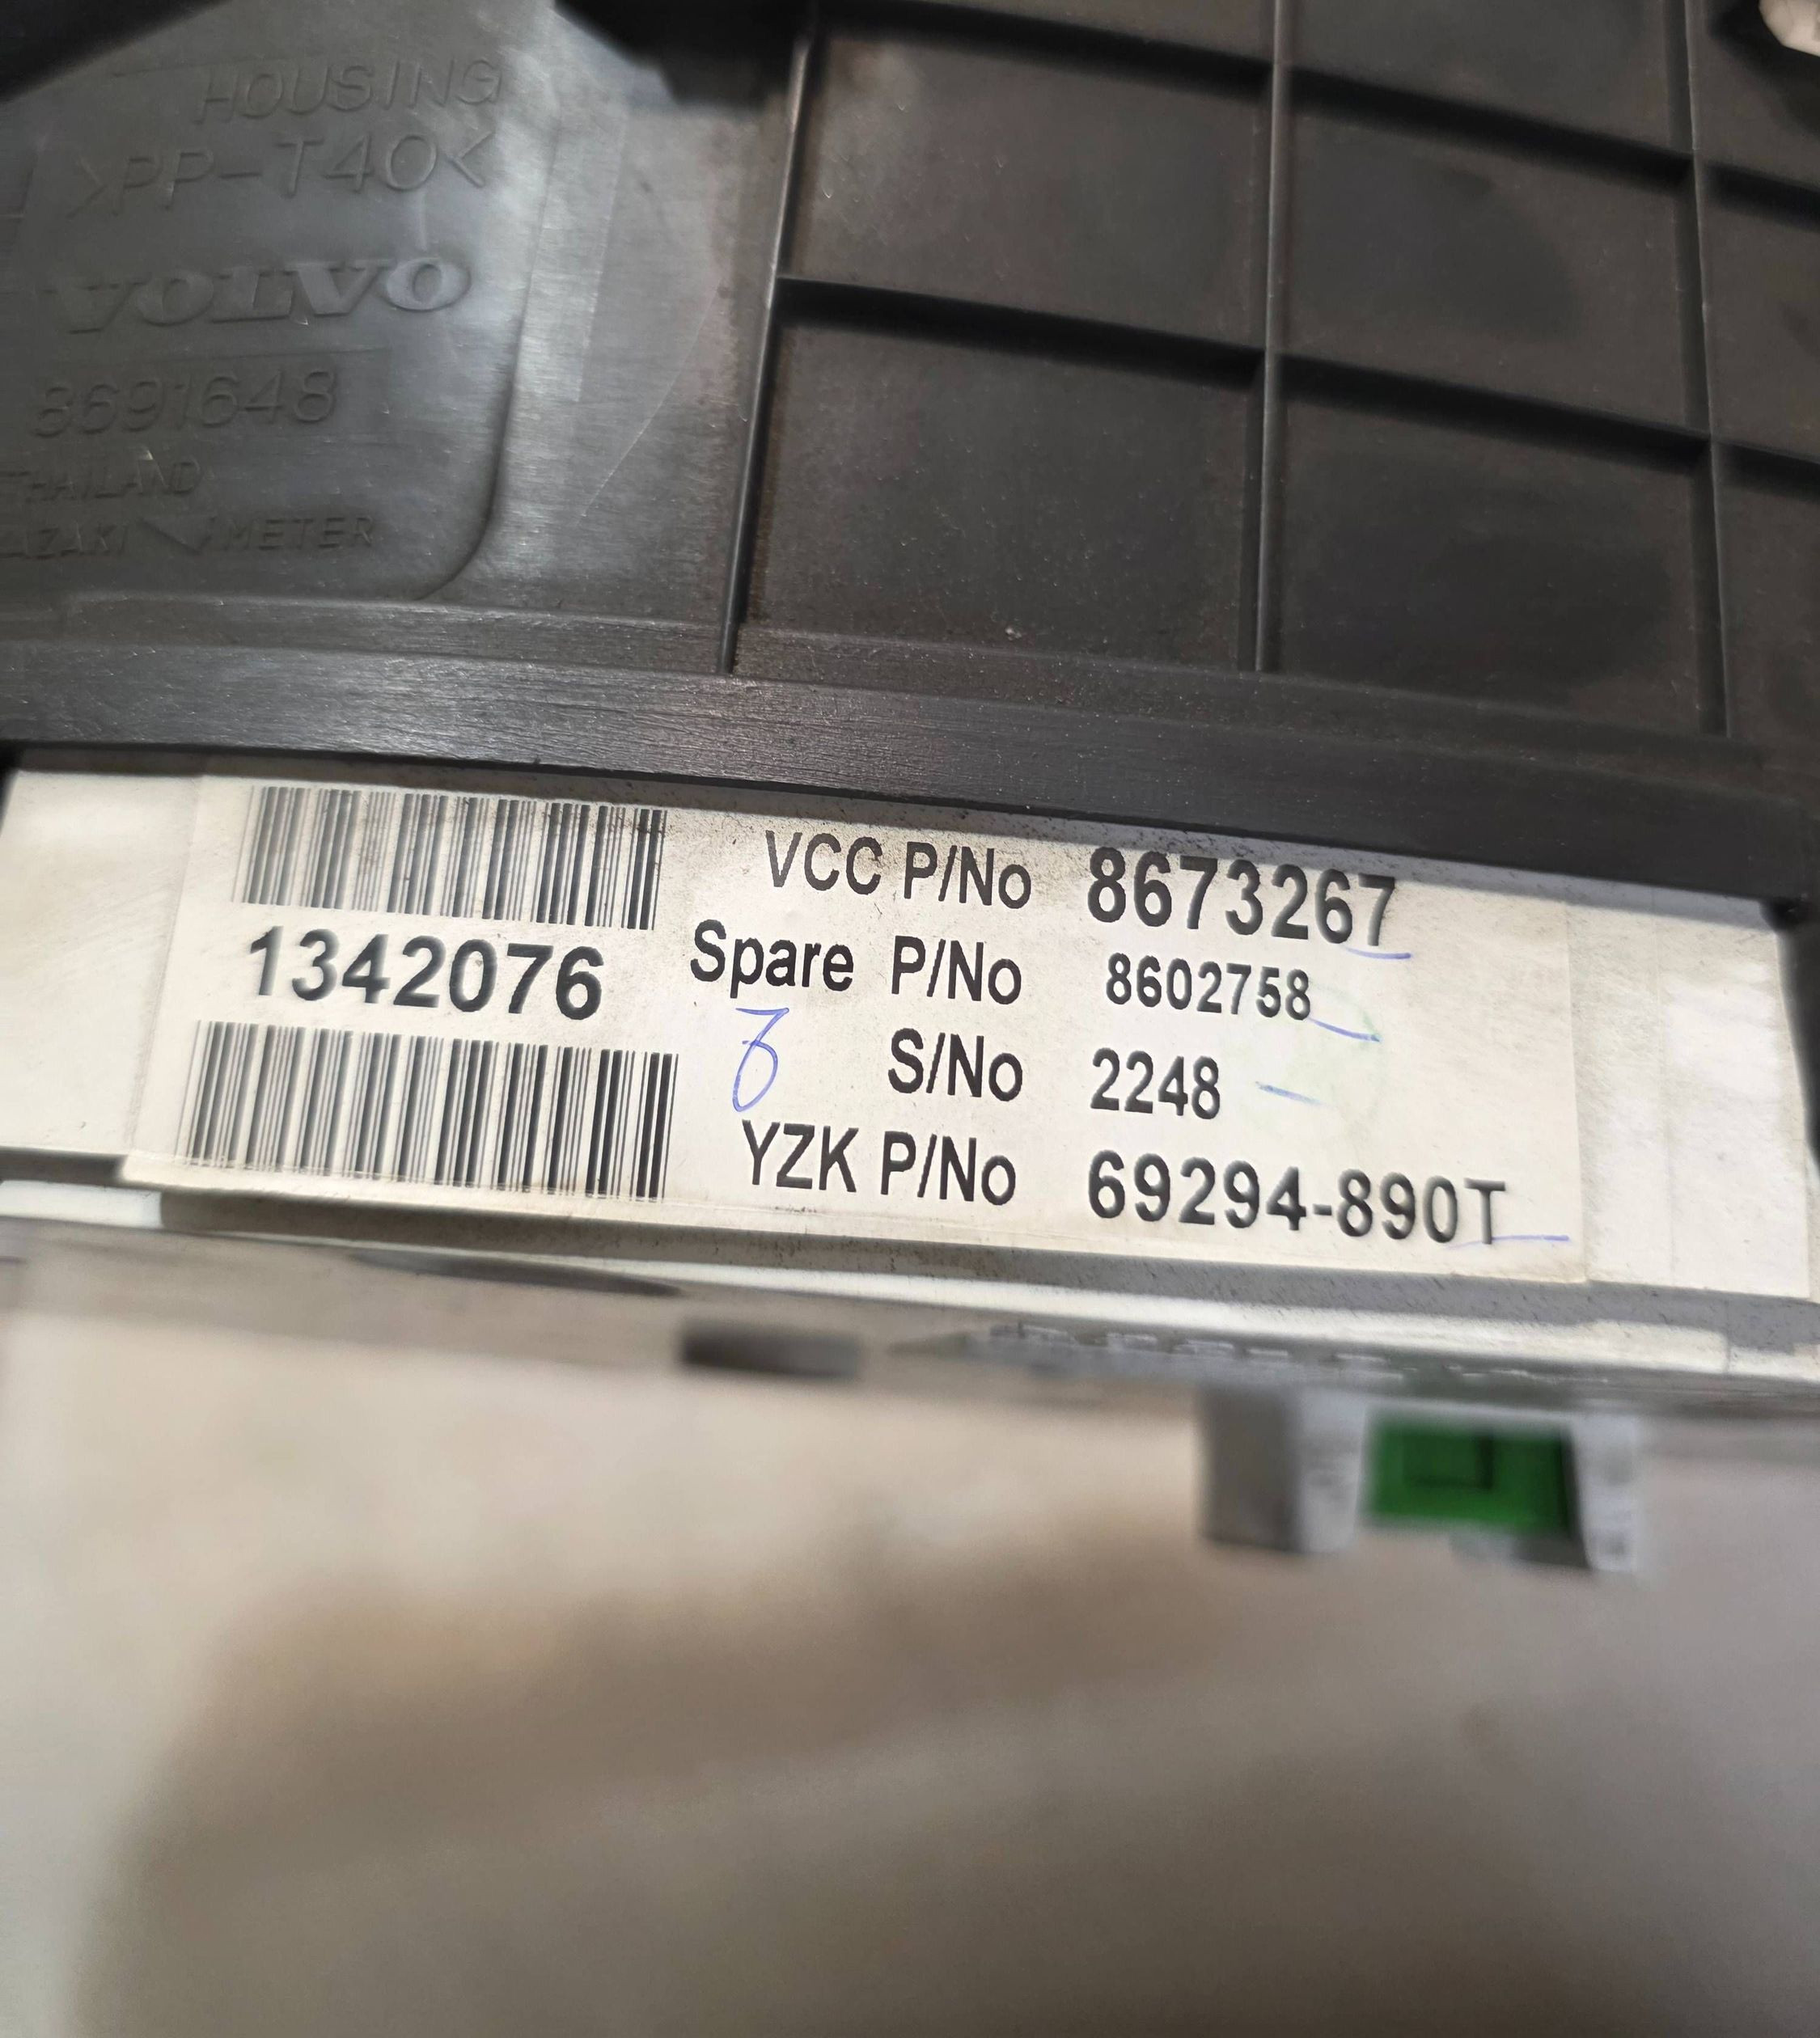 HOUSING
>PP-T40<
VOLVO
8691648
THAILAND
AZAKI METER
VCC P/No 8673267
1342076
Spare P/No 8602758
S/No 2248
YZK P/No 69294-890T